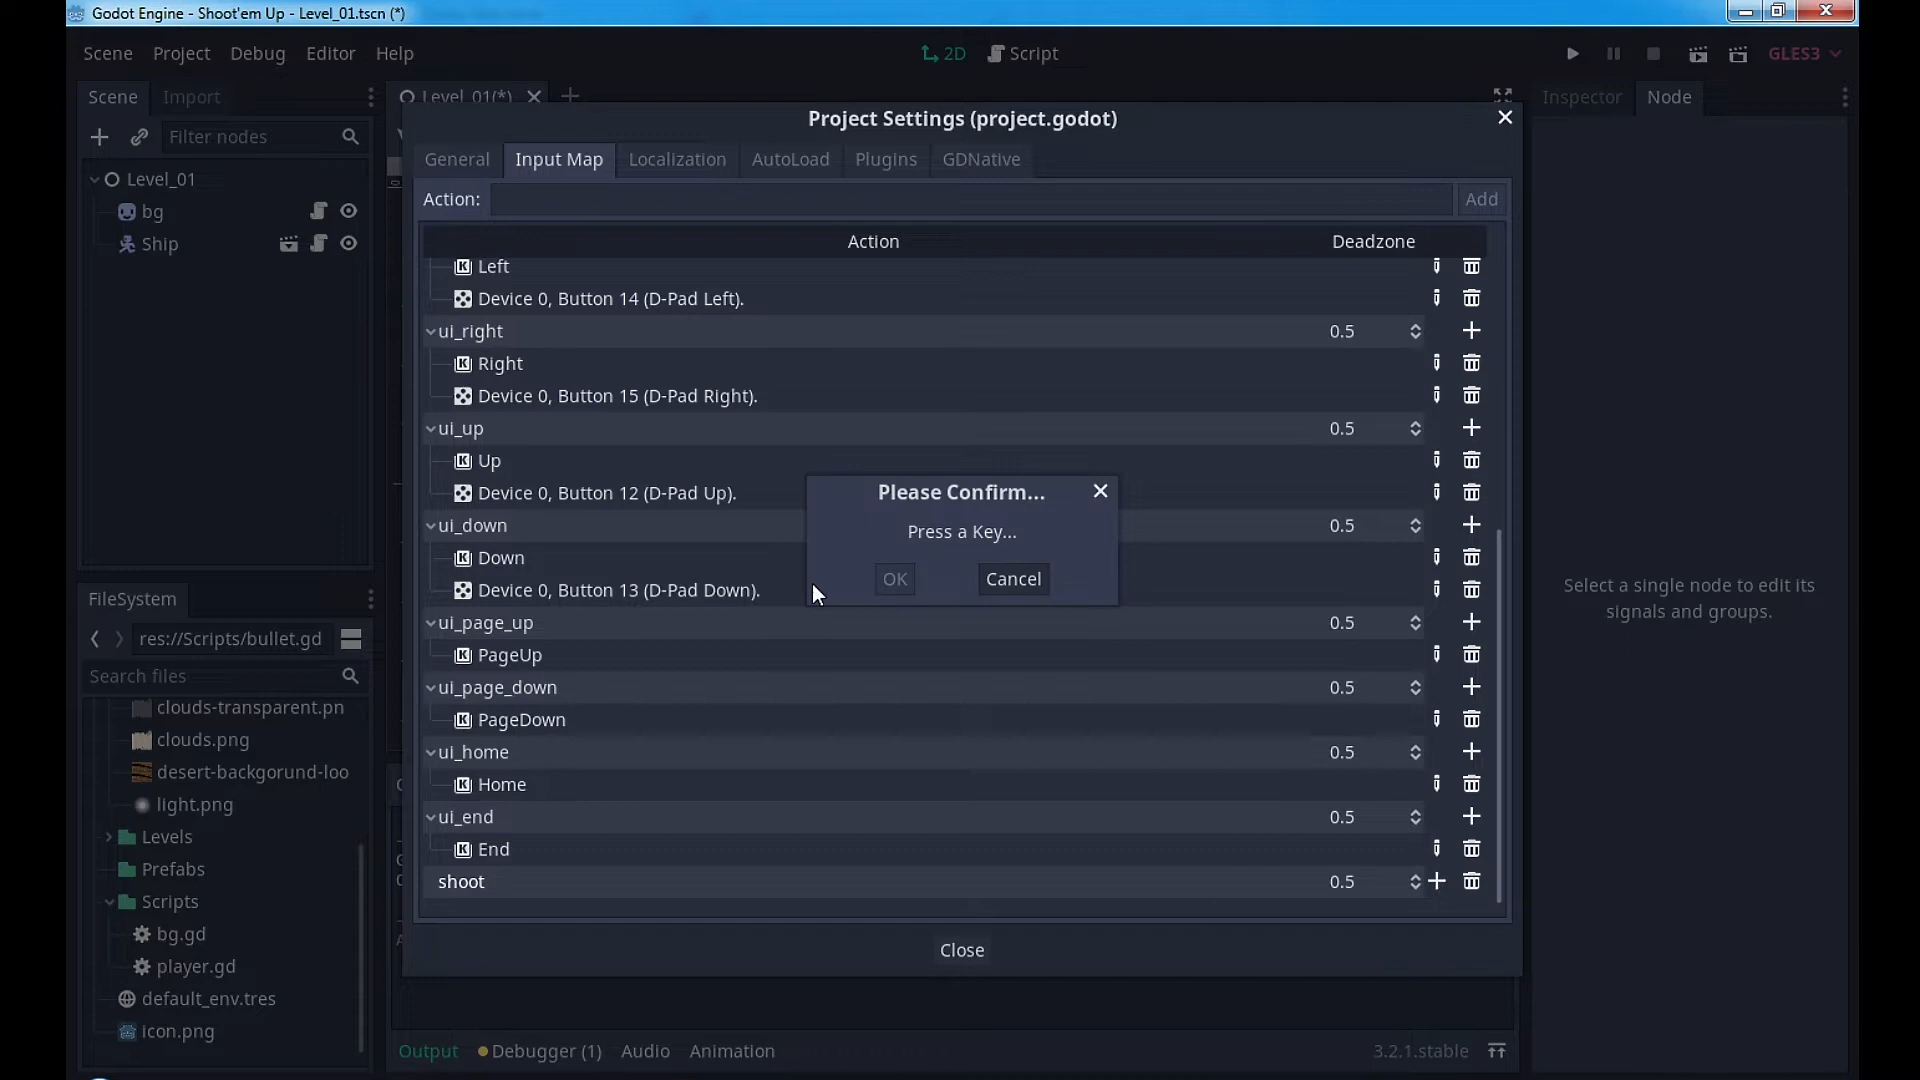 Godot Engine - Shoot'em Up - Level_01.tscn (*)
Scene Project Debug Editor Help
2D Script
GLES3
Scene Import
Level_01(*)
Inspector Node
Filter nodes
Level_01
bg
Ship
Project Settings (project.godot)
General Input Map Localization AutoLoad Plugins GDNative
Action: Add
Action Deadzone
Left
Device 0, Button 14 (D-Pad Left).
ui_right 0.5
Right
Device 0, Button 15 (D-Pad Right).
ui_up 0.5
Up
Device 0, Button 12 (D-Pad Up).
ui_down 0.5
Down
Device 0, Button 13 (D-Pad Down).
ui_page_up 0.5
PageUp
ui_page_down 0.5
PageDown
ui_home 0.5
Home
ui_end 0.5
End
shoot 0.5
Close
Please Confirm...
Press a Key...
OK Cancel
Select a single node to edit its
signals and groups.
FileSystem
res://Scripts/bullet.gd
Search files
clouds-transparent.pn
clouds.png
desert-backgorund-loo
light.png
Levels
Prefabs
Scripts
bg.gd
player.gd
default_env.tres
icon.png
Output Debugger (1) Audio Animation 3.2.1.stable